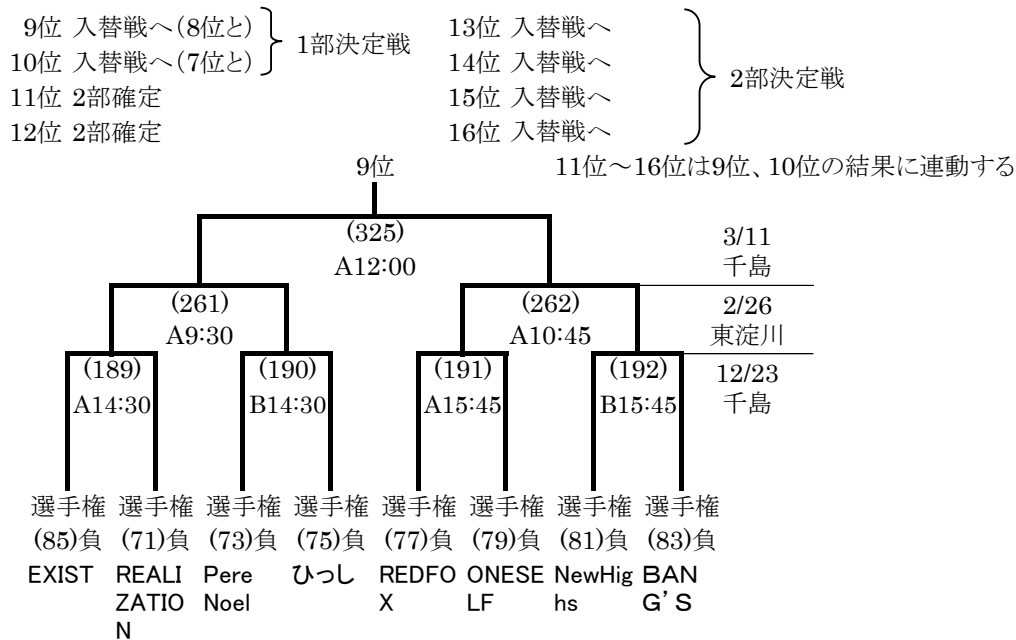 9位 入替戦へ(8位と)
10位 入替戦へ(7位と)
11位 2部確定
12位 2部確定
1部決定戦
13位 入替戦へ
14位 入替戦へ
15位 入替戦へ
16位 入替戦へ
2部決定戦
9位
11位～16位は9位、10位の結果に連動する
(325)
A12:00
3/11
千島
(261)
A9:30
(262)
A10:45
2/26
東淀川
(189)
A14:30
(190)
B14:30
(191)
A15:45
(192)
B15:45
12/23
千島
選手権 選手権 選手権 選手権 選手権 選手権 選手権 選手権
(85)負 (71)負 (73)負 (75)負 (77)負 (79)負 (81)負 (83)負
EXIST REALI Pere ひっし REDFO ONESE NewHig BAN
ZATIO Noel X LF hs G'S
N